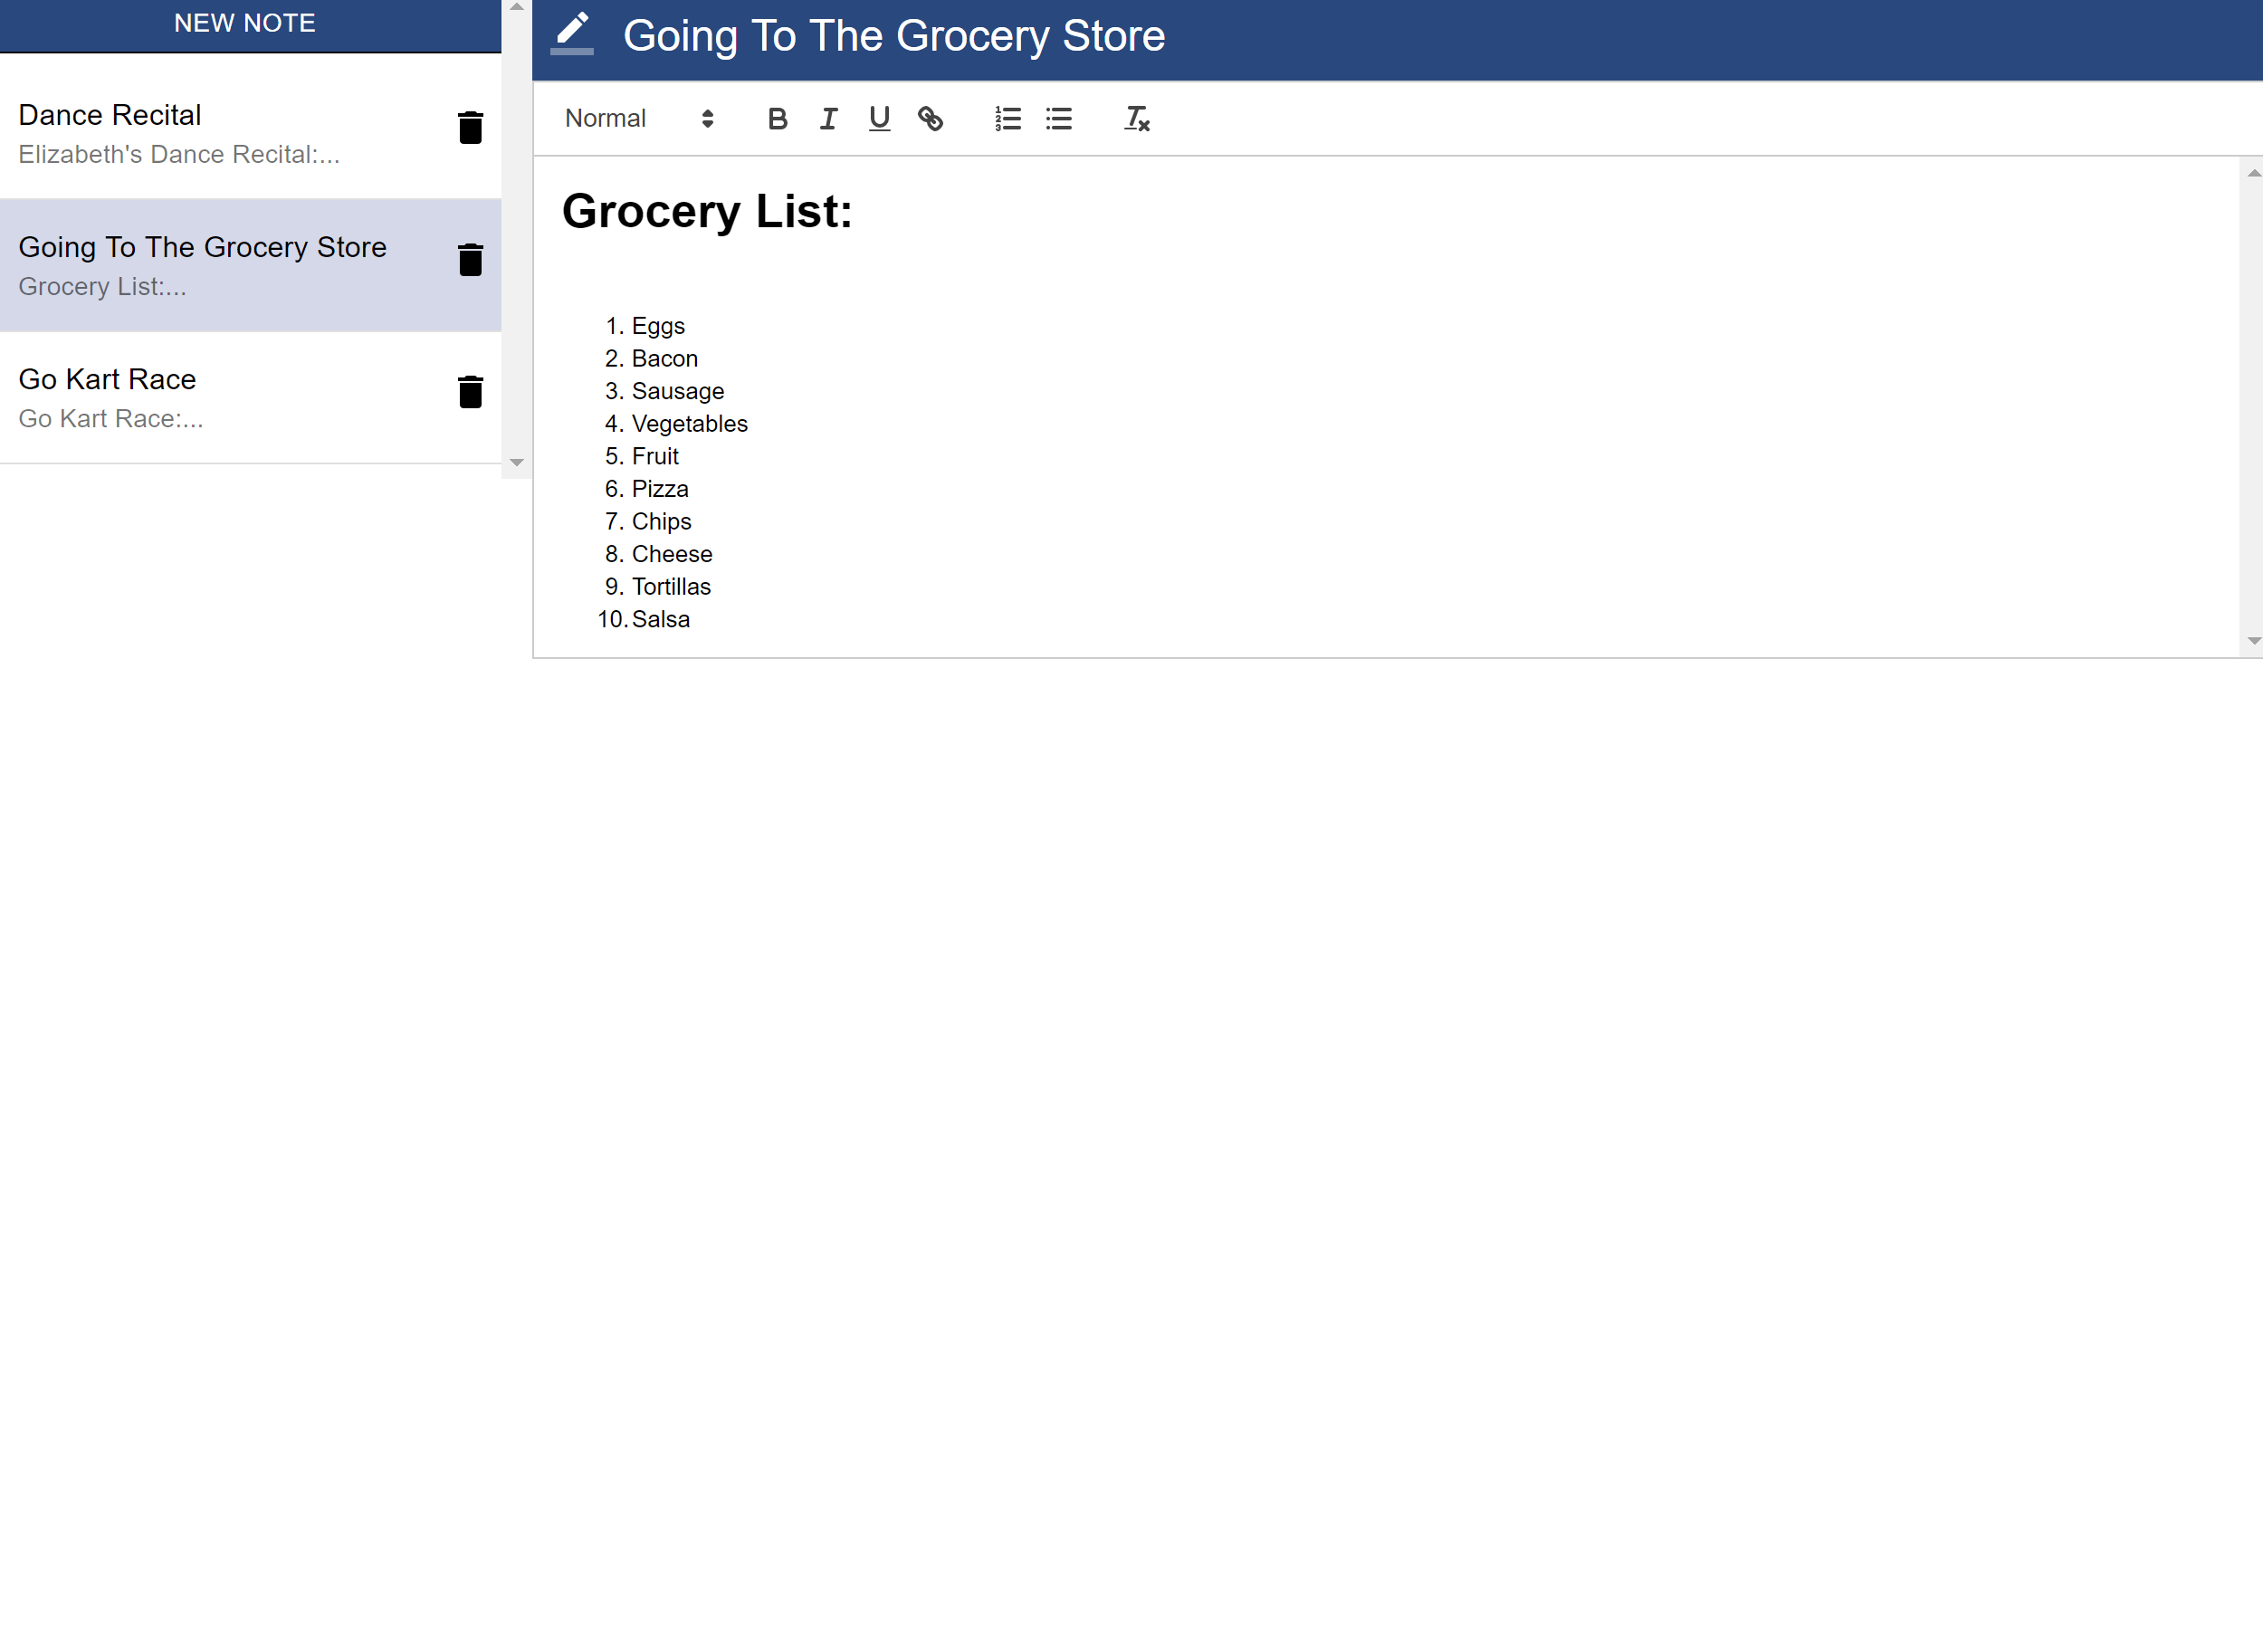 NEW NOTE
Dance Recital
Elizabeth's Dance Recital:...
Going To The Grocery Store
Grocery List:...
Go Kart Race
Go Kart Race:...
Going To The Grocery Store
Normal
Grocery List:
1. Eggs
2. Bacon
3. Sausage
4. Vegetables
5. Fruit
6. Pizza
7. Chips
8. Cheese
9. Tortillas
10. Salsa